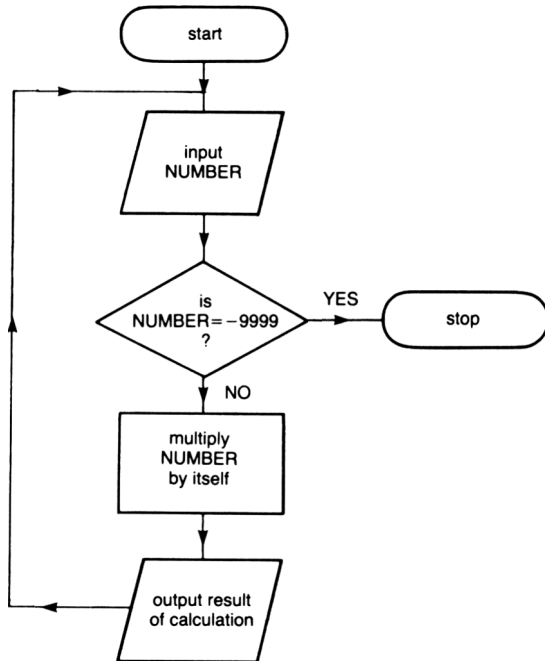 start
input
NUMBER
is
NUMBER=−9999
?
YES
stop
NO
multiply
NUMBER
by itself
output result
of calculation